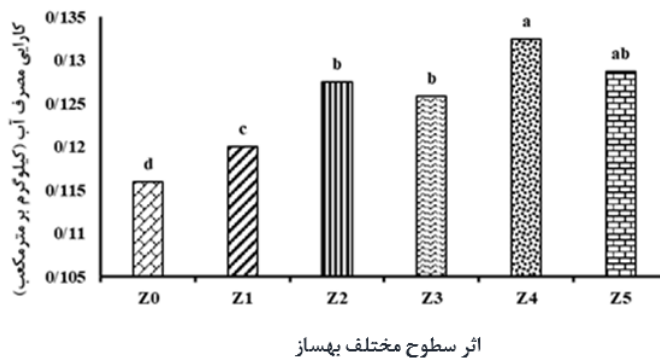 کارایی مصرف آب (کیلوگرم بر مترمکعب)
0/135
0/13
0/125
0/12
0/115
0/11
0/105
d
c
b
b
a
ab
Z0
Z1
Z2
Z3
Z4
Z5
اثر سطوح مختلف بهساز